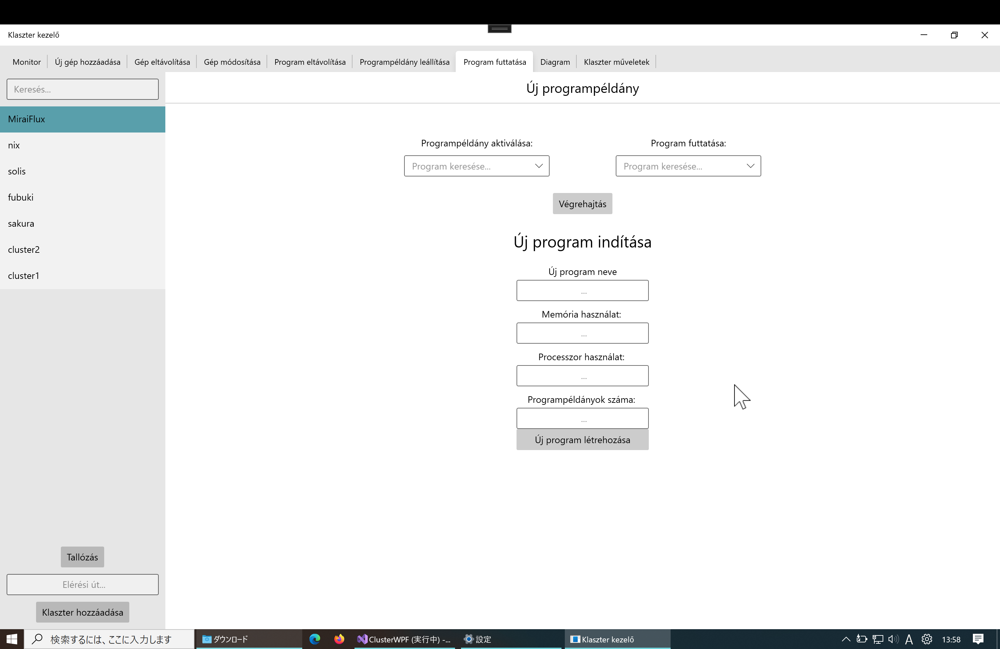 Klaszter kezelő
Monitor Új gép hozzáadása Gép eltávolítása Gép módosítása Program eltávolítása Programpéldány leállítása Program futtatása Diagram Klaszter műveletek
Keresés...
MiraiFlux
nix
solis
fubuki
sakura
cluster2
cluster1
Tallózás
Elérési út...
Klaszter hozzáadása
Új programpéldány
Programpéldány aktiválása: Program futtatása:
Program keresése... Program keresése...
Végrehajtás
Új program indítása
Új program neve
...
Memória használat:
...
Processzor használat:
...
Programpéldányok száma:
...
Új program létrehozása
検索するには、ここに入力します ダウンロード ClusterWPF (実行中) -... 設定 Klaszter kezelő A 13:58